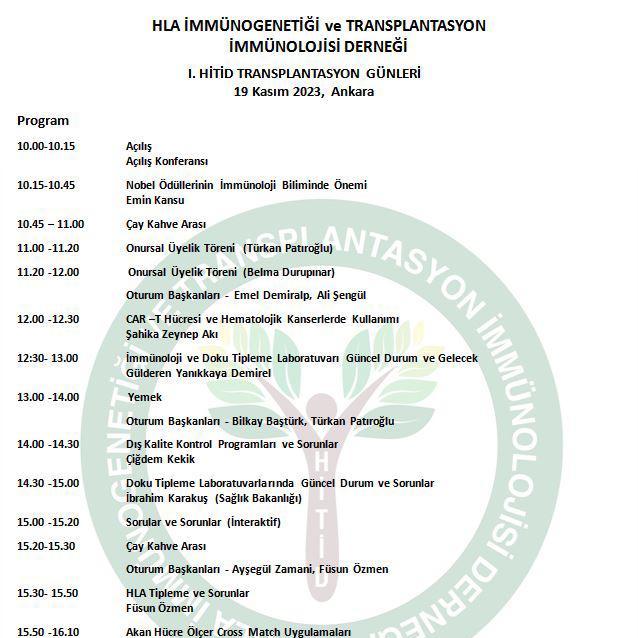 HLA İMMÜNOGENETİĞİ ve TRANSPLANTASYON
İMMÜNOLOJİSİ DERNEĞİ
I. HİTİD TRANSPLANTASYON GÜNLERİ
19 Kasım 2023, Ankara
Program
10.00-10.15 Açılış
Açılış Konferansı
10.15-10.45 Nobel Ödüllerinin İmmünoloji Biliminde Önemi
Emin Kansu
10.45 – 11.00 Çay Kahve Arası
11.00 -11.20 Onursal Üyelik Töreni (Türkan Patıroğlu)
11.20 -12.00 Onursal Üyelik Töreni (Belma Durupınar)
Oturum Başkanları - Emel Demiralp, Ali Şengül
12.00 -12.30 CAR –T Hücresi ve Hematolojik Kanserlerde Kullanımı
Şahika Zeynep Akı
12:30- 13.00 İmmünoloji ve Doku Tipleme Laboratuvarı Güncel Durum ve Gelecek
Gülderen Yanıkkaya Demirel
13.00 -14.00 Yemek
Oturum Başkanları - Bilkay Baştürk, Türkan Patıroğlu
14.00 -14.30 Dış Kalite Kontrol Programları ve Sorunlar
Çiğdem Kekik
14.30 -15.00 Doku Tipleme Laboratuvarlarında Güncel Durum ve Sorunlar
İbrahim Karakuş (Sağlık Bakanlığı)
15.00 -15.20 Sorular ve Sorunlar (İnteraktif)
15.20-15.30 Çay Kahve Arası
Oturum Başkanları - Ayşegül Zamani, Füsun Özmen
15.30- 15.50 HLA Tipleme ve Sorunlar
Füsun Özmen
15.50 -16.10 Akan Hücre Ölçer Cross Match Uygulamaları
HLA İMMÜNOGENETİĞİ VE TRANSPLANTASYON İMMÜNOLOJİSİ DERNEĞİ
HİTİD